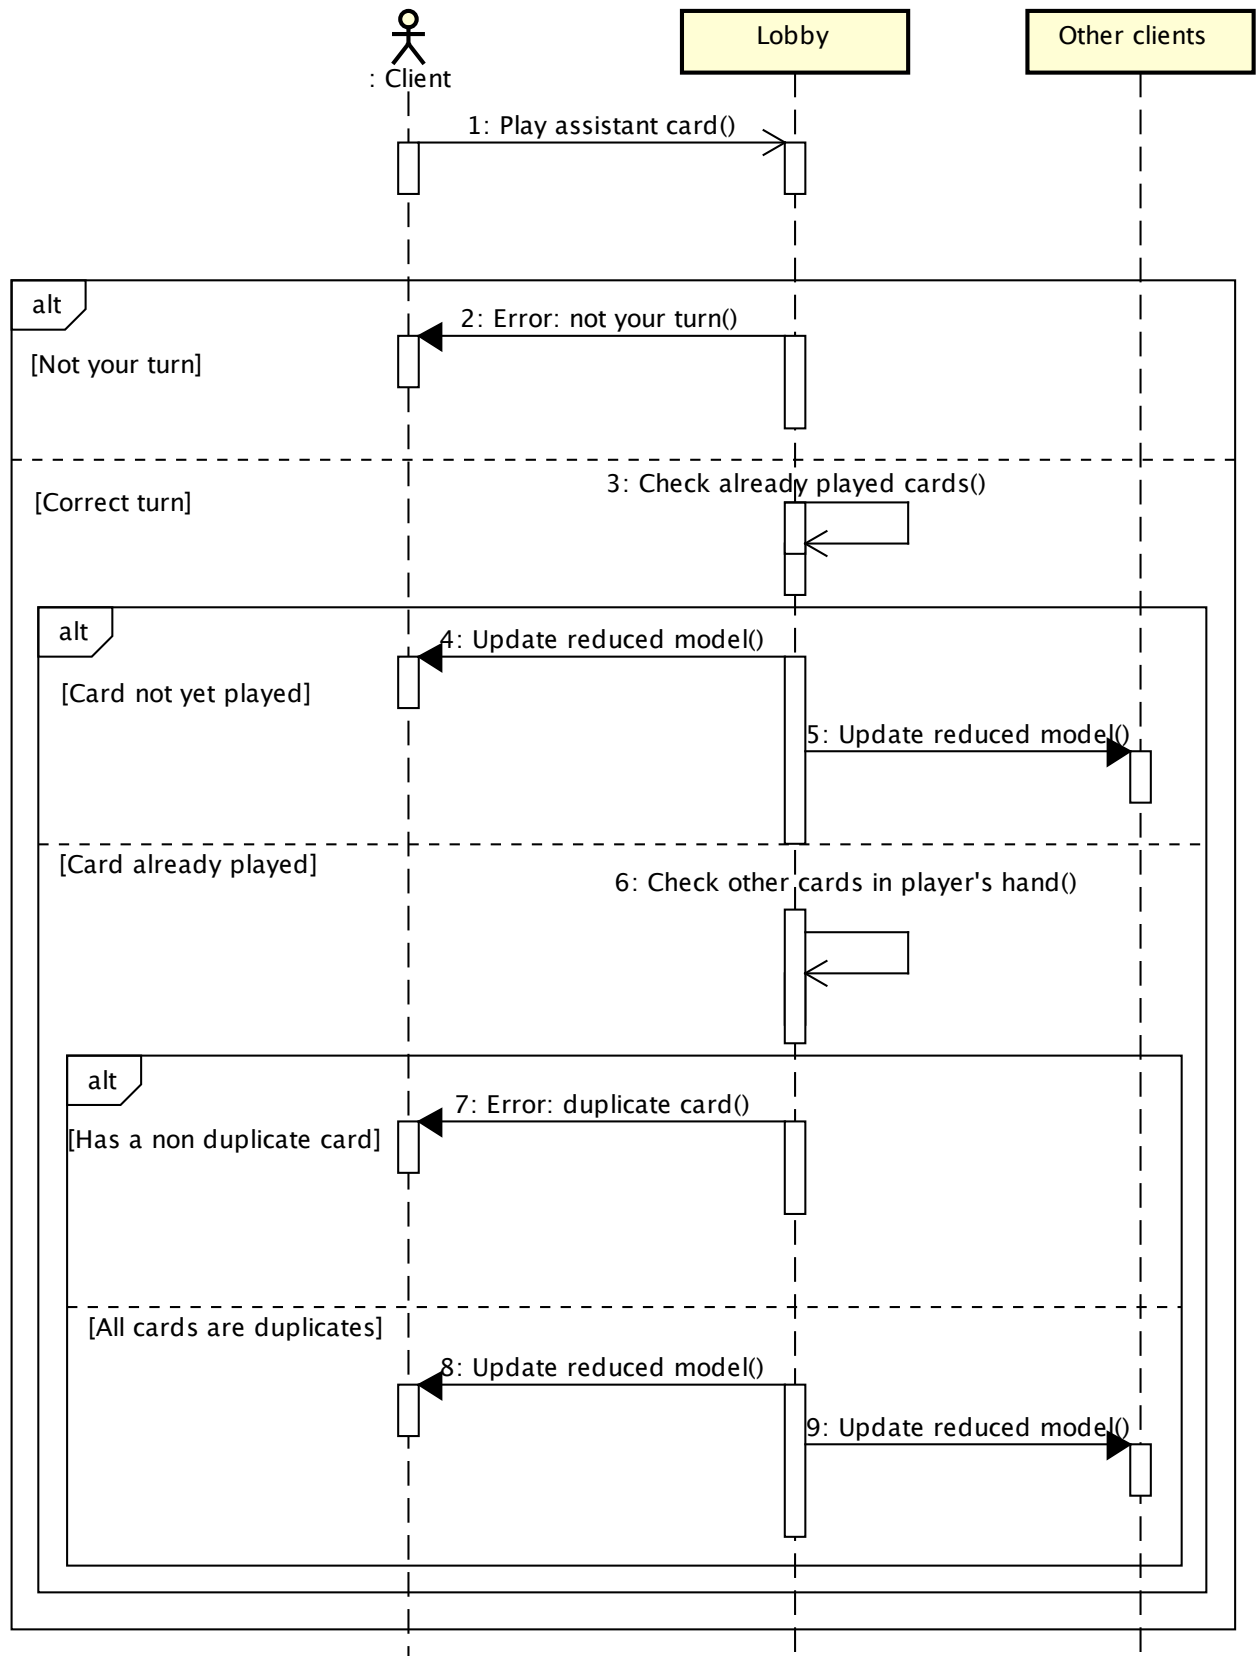 : Client
Lobby
Other clients
1: Play assistant card()
alt
2: Error: not your turn()
[Not your turn]
3: Check already played cards()
[Correct turn]
alt
4: Update reduced model()
[Card not yet played]
5: Update reduced model()
[Card already played]
6: Check other cards in player's hand()
alt
7: Error: duplicate card()
[Has a non duplicate card]
[All cards are duplicates]
8: Update reduced model()
9: Update reduced model()